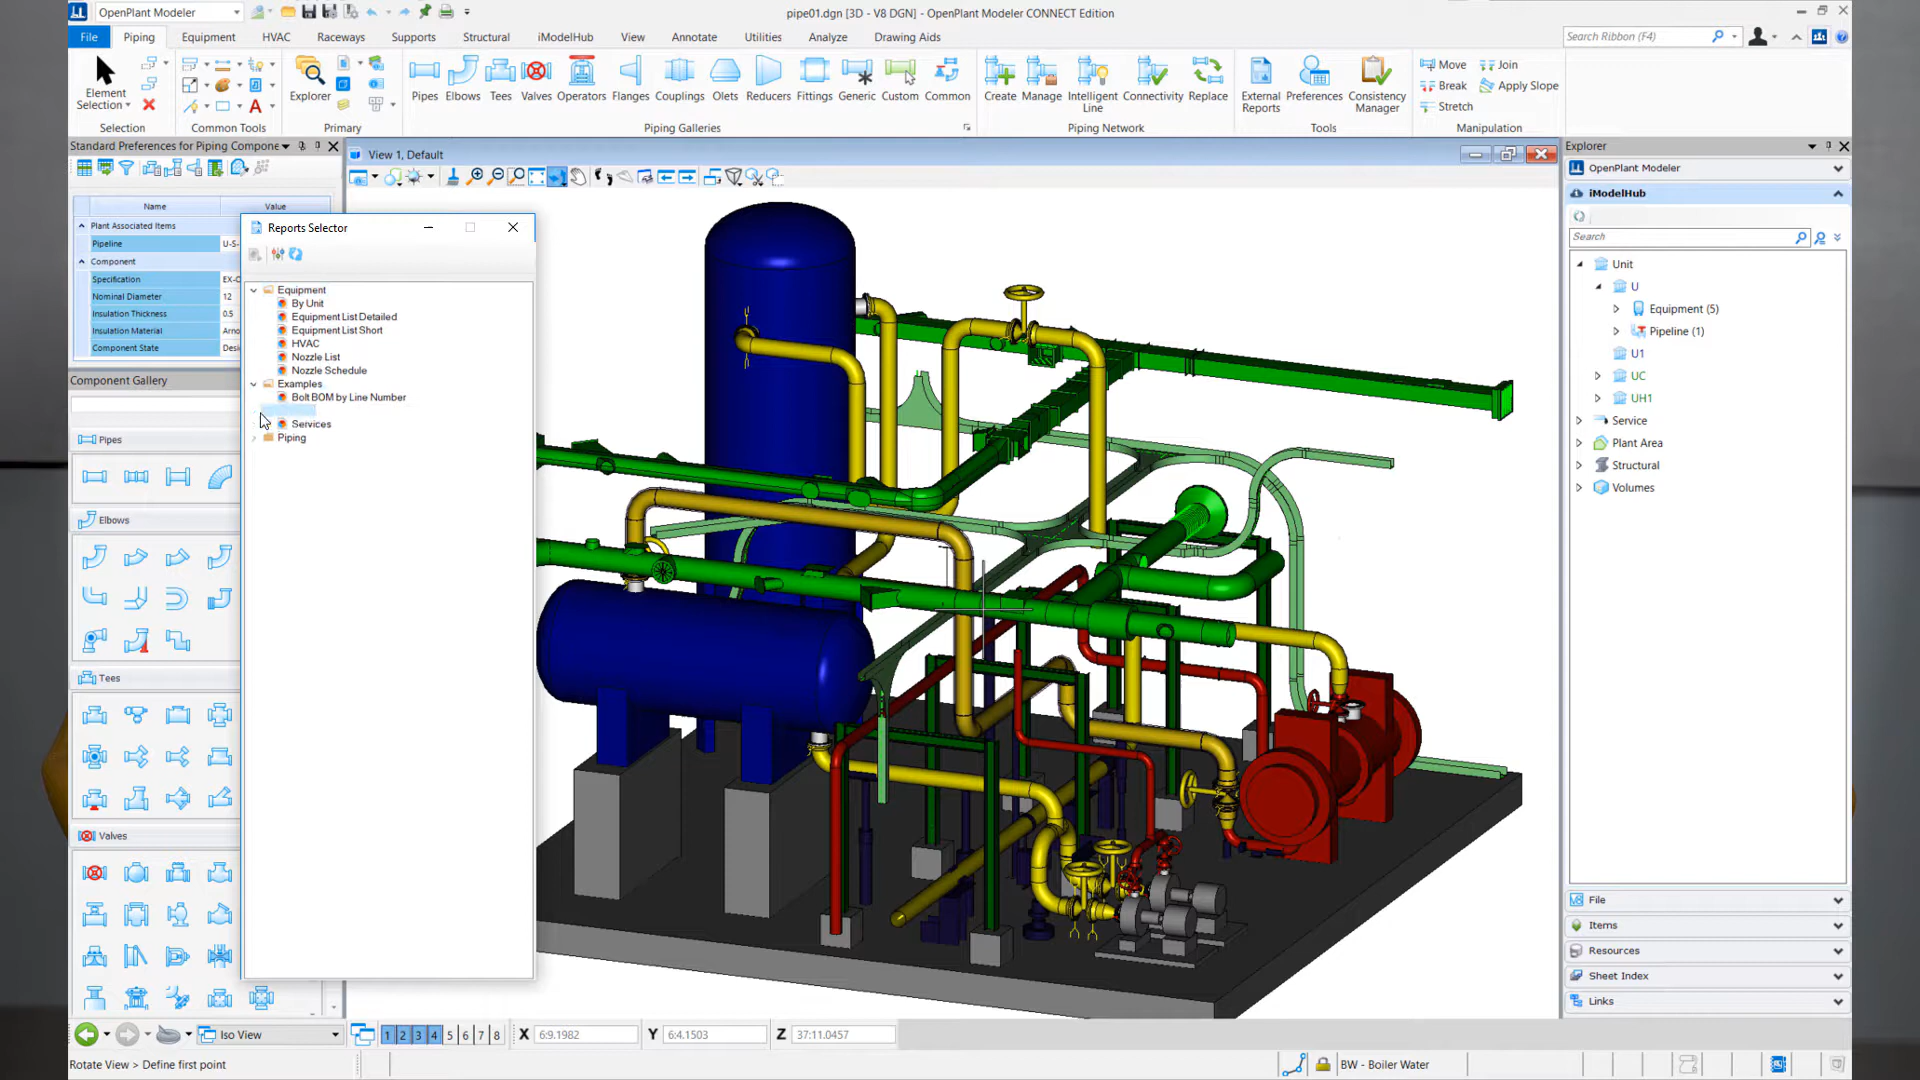 OpenPlant Modeler
pipe01.dgn [3D - V8 DGN] - OpenPlant Modeler CONNECT Edition
File Piping Equipment HVAC Raceways Supports Structural iModelHub View Annotate Utilities Analyze Drawing Aids
Search Ribbon (F4)
Element Selection
Selection
Common Tools
Explorer
Primary
Pipes Elbows Tees Valves Operators Flanges Couplings Olets Reducers Fittings Generic Custom Common
Piping Galleries
Create Manage Intelligent Line Connectivity Replace
Piping Network
External Reports Preferences Consistency Manager
Tools
Move Join
Break Apply Slope
Stretch
Manipulation
Standard Preferences for Piping Compone
Name Value
Plant Associated Items
Pipeline U-S-
Component
Specification EX-C
Nominal Diameter 12
Insulation Thickness 0.5
Insulation Material Arno
Component State Desi
Component Gallery
Pipes
Elbows
Tees
Valves
Reports Selector
Equipment
By Unit
Equipment List Detailed
Equipment List Short
HVAC
Nozzle List
Nozzle Schedule
Examples
Bolt BOM by Line Number
Services
Piping
View 1, Default
Explorer
OpenPlant Modeler
iModelHub
Search
Unit
U
Equipment (5)
Pipeline (1)
U1
UC
UH1
Service
Plant Area
Structural
Volumes
File
Items
Resources
Sheet Index
Links
Iso View
1 2 3 4 5 6 7 8
X 6:9.1982 Y 6:4.1503 Z 37:11.0457
Rotate View > Define first point
BW - Boiler Water